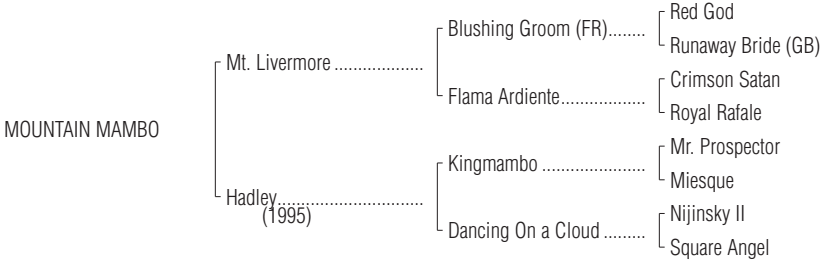 Red God
Blushing Groom (FR)........
Runaway Bride (GB)
Mt. Livermore ...................
Crimson Satan
Flama Ardiente..................
Royal Rafale
MOUNTAIN MAMBO
Mr. Prospector
Kingmambo ......................
Miesque
Hadley................................
(1995)
Nijinsky II
Dancing On a Cloud .........
Square Angel